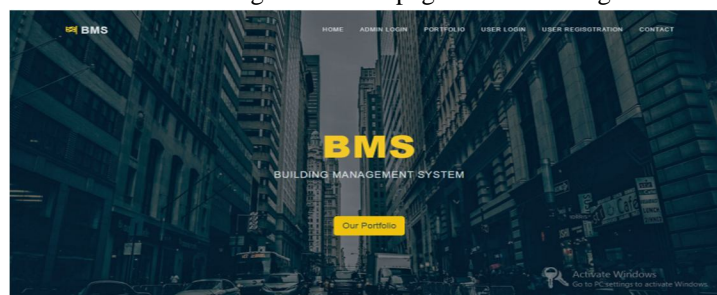 BMS
HOME ADMIN LOGIN PORTFOLIO USER LOGIN USER REGISGTRATION CONTACT
BMS
BUILDING MANAGEMENT SYSTEM
Our Portfolio
Activate Windows
Go to PC settings to activate Windows.